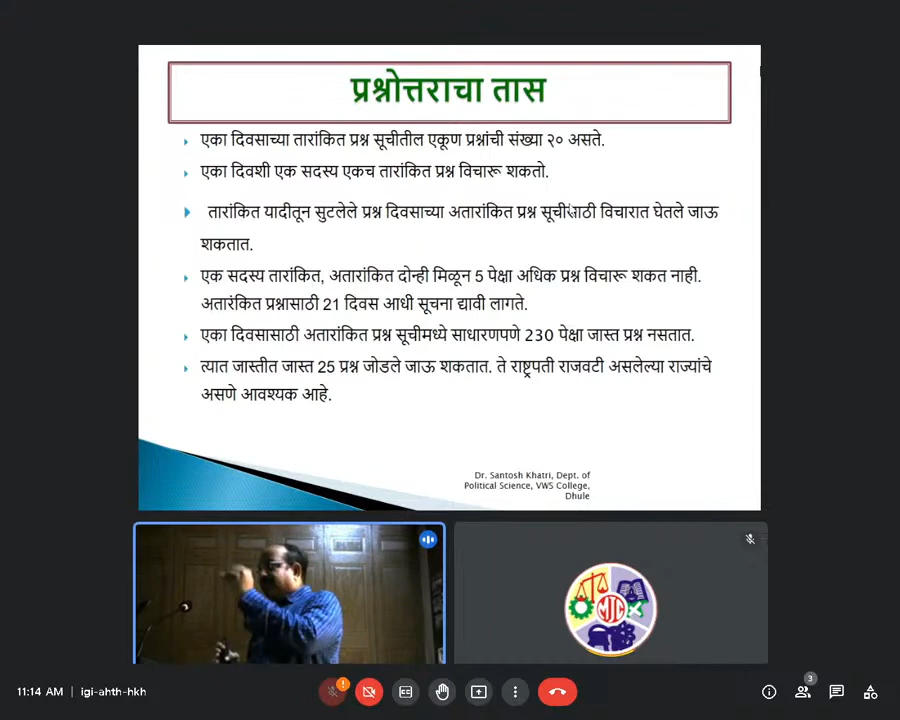 प्रश्नोत्तराचा तास
एका दिवसाच्या तारांकित प्रश्न सूचीतील एकूण प्रश्नांची संख्या २० असते.
एका दिवशी एक सदस्य एकच तारांकित प्रश्न विचारू शकतो.
तारांकित यादीतून सुटलेले प्रश्न दिवसाच्या अतारांकित प्रश्न सूचीसाठी विचारात घेतले जाऊ
शकतात.
एक सदस्य तारांकित, अतारांकित दोन्ही मिळून 5 पेक्षा अधिक प्रश्न विचारू शकत नाही.
अतारंकित प्रश्नासाठी 21 दिवस आधी सूचना द्यावी लागते.
एका दिवसासाठी अतारांकित प्रश्न सूचीमध्ये साधारणपणे 230 पेक्षा जास्त प्रश्न नसतात.
त्यात जास्तीत जास्त 25 प्रश्न जोडले जाऊ शकतात. ते राष्ट्रपती राजवटी असलेल्या राज्यांचे
असणे आवश्यक आहे.
Dr. Santosh Khatri, Dept. of
Political Science, VWS College,
Dhule
MJC
11:14 AM | igi-ahth-hkh
3